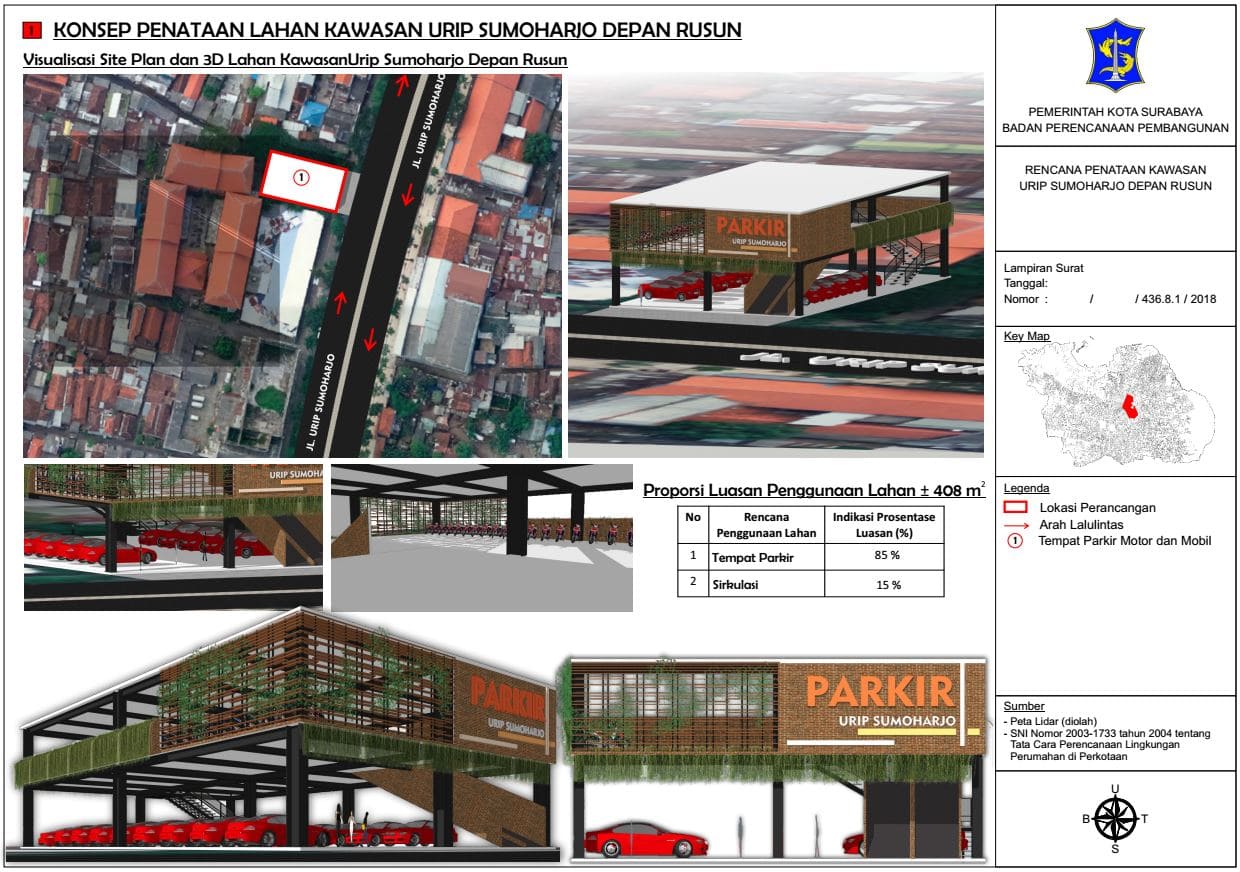 1 KONSEP PENATAAN LAHAN KAWASAN URIP SUMOHARJO DEPAN RUSUN
Visualisasi Site Plan dan 3D Lahan KawasanUrip Sumoharjo Depan Rusun
JL. URIP SUMOHARJO
1
JL. URIP SUMOHARJO
PARKIR
URIP SUMOHARJO
JL. URIP SUM
URIP SUMOHA
Proporsi Luasan Penggunaan Lahan ± 408 m²
No Rencana Penggunaan Lahan Indikasi Prosentase Luasan (%)
1 Tempat Parkir 85 %
2 Sirkulasi 15 %
PARKIR
URIP SUMOHARJO
PARKIR
URIP SUMOHARJO
PEMERINTAH KOTA SURABAYA
BADAN PERENCANAAN PEMBANGUNAN
RENCANA PENATAAN KAWASAN
URIP SUMOHARJO DEPAN RUSUN
Lampiran Surat
Tanggal:
Nomor : / / 436.8.1 / 2018
Key Map
Legenda
Lokasi Perancangan
Arah Lalulintas
1 Tempat Parkir Motor dan Mobil
Sumber
- Peta Lidar (diolah)
- SNI Nomor 2003-1733 tahun 2004 tentang
Tata Cara Perencanaan Lingkungan
Perumahan di Perkotaan
U
B T
S